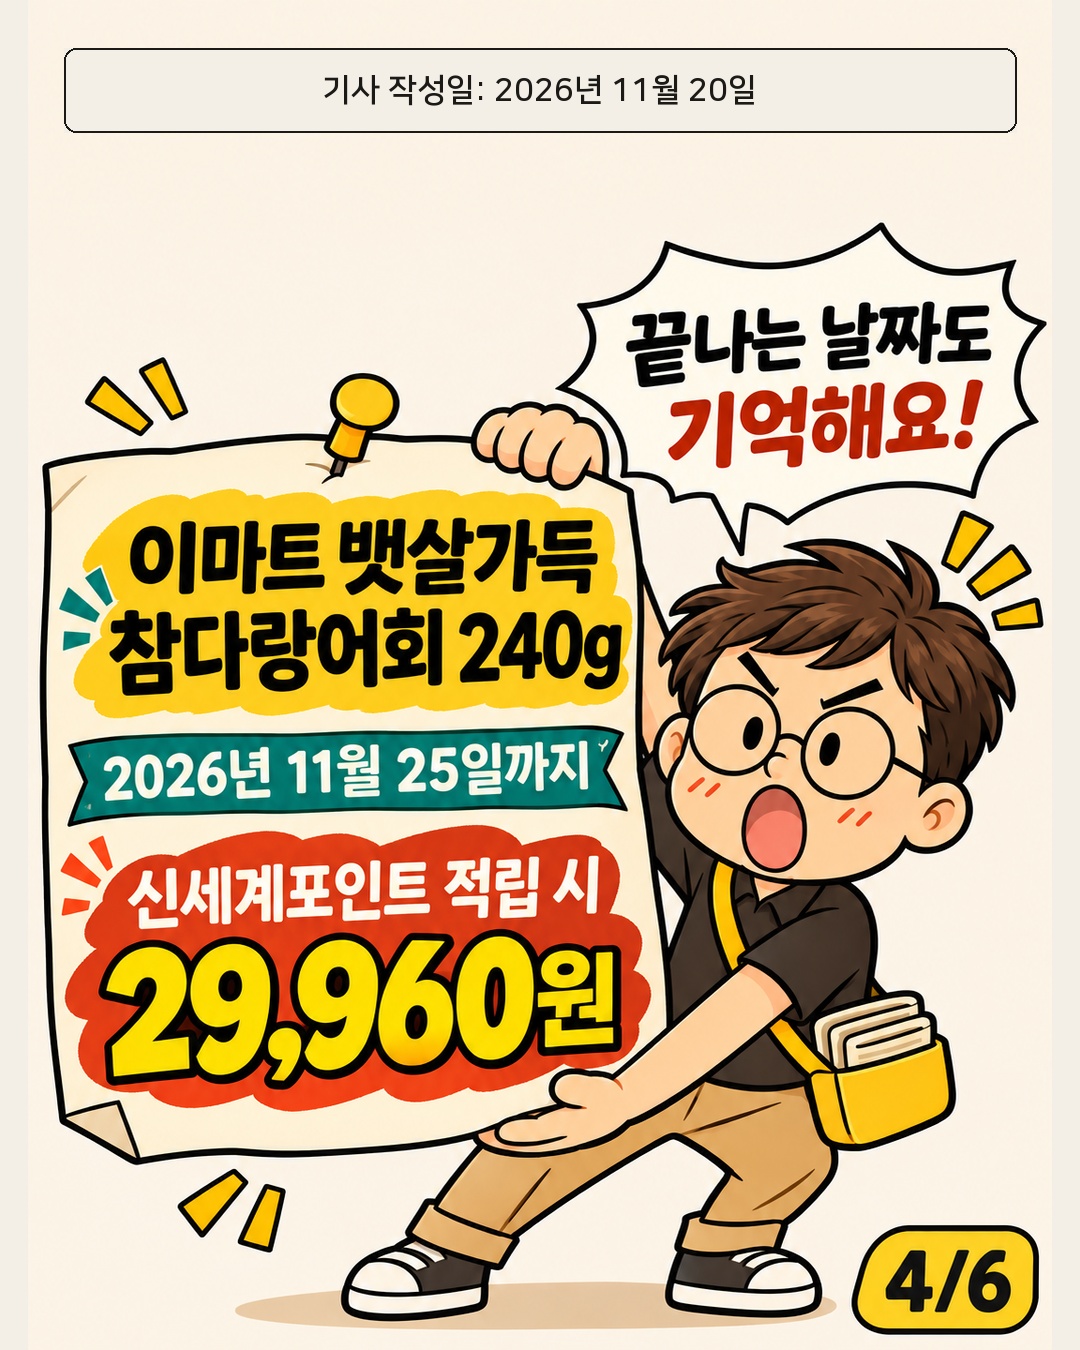 기사 작성일: 2026년 11월 20일
끝나는 날짜도
기억해요!
이마트 뱃살가득
참다랑어회 240g
2026년 11월 25일까지
신세계포인트 적립 시
29,960원
4/6